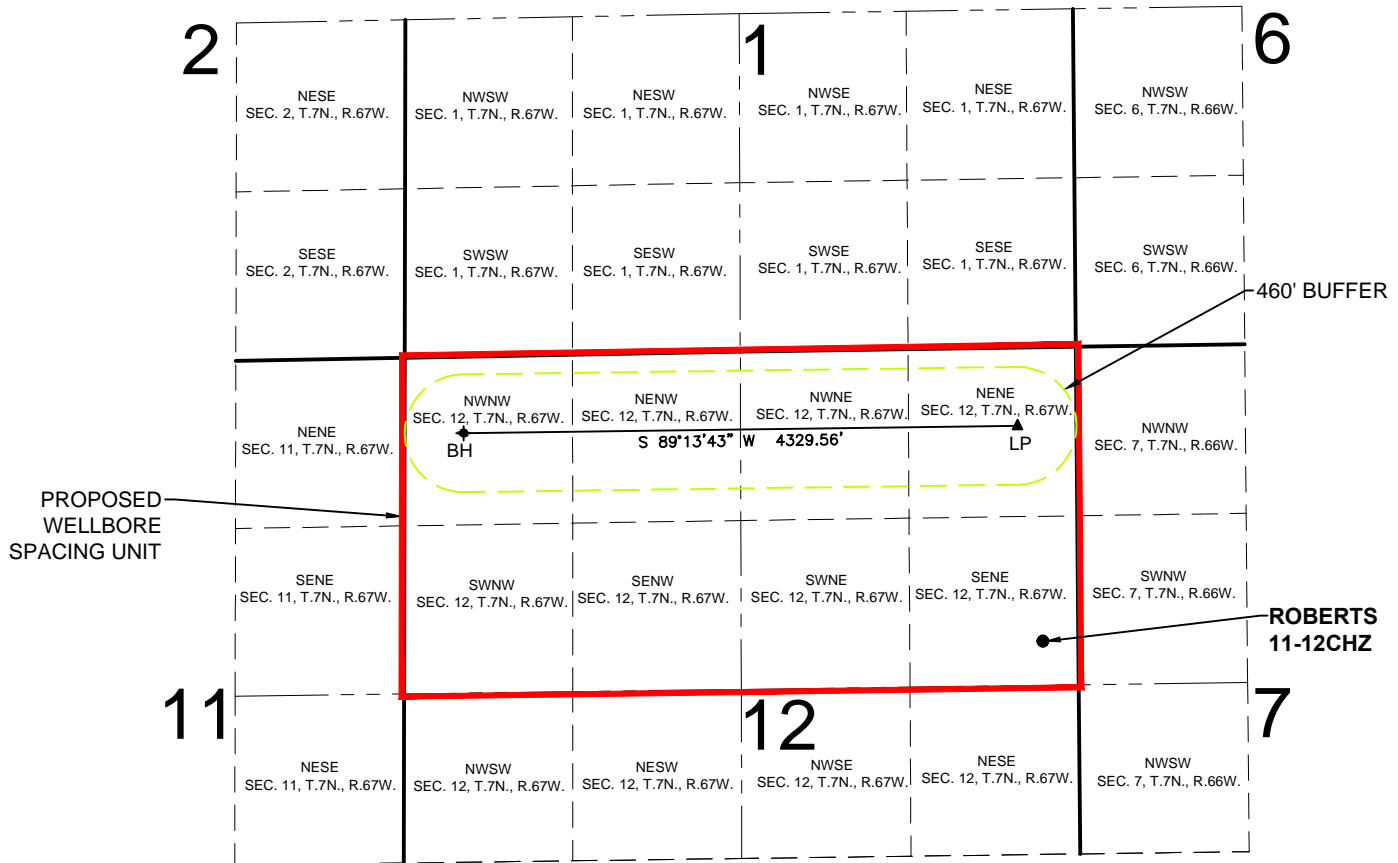 2
1
6
NESE
SEC. 2, T.7N., R.67W.
NWSW
SEC. 1, T.7N., R.67W.
NESW
SEC. 1, T.7N., R.67W.
NWSE
SEC. 1, T.7N., R.67W.
NESE
SEC. 1, T.7N., R.67W.
NWSW
SEC. 6, T.7N., R.66W.
SESE
SEC. 2, T.7N., R.67W.
SWSW
SEC. 1, T.7N., R.67W.
SESW
SEC. 1, T.7N., R.67W.
SWSE
SEC. 1, T.7N., R.67W.
SESE
SEC. 1, T.7N., R.67W.
SWSW
SEC. 6, T.7N., R.66W.
460' BUFFER
NENE
SEC. 11, T.7N., R.67W.
NWNW
SEC. 12, T.7N., R.67W.
NENW
SEC. 12, T.7N., R.67W.
NWNE
SEC. 12, T.7N., R.67W.
NENE
SEC. 12, T.7N., R.67W.
NWNW
SEC. 7, T.7N., R.66W.
BH
S 89°13'43" W 4329.56'
LP
PROPOSED
WELLBORE
SPACING UNIT
SENE
SEC. 11, T.7N., R.67W.
SWNW
SEC. 12, T.7N., R.67W.
SENW
SEC. 12, T.7N., R.67W.
SWNE
SEC. 12, T.7N., R.67W.
SENE
SEC. 12, T.7N., R.67W.
SWNW
SEC. 7, T.7N., R.66W.
ROBERTS
11-12CHZ
11
12
7
NESE
SEC. 11, T.7N., R.67W.
NWSW
SEC. 12, T.7N., R.67W.
NESW
SEC. 12, T.7N., R.67W.
NWSE
SEC. 12, T.7N., R.67W.
NESE
SEC. 12, T.7N., R.67W.
NWSW
SEC. 7, T.7N., R.66W.